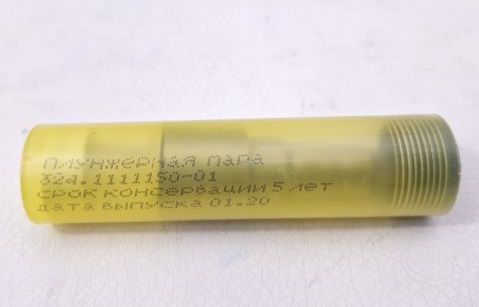 ПЛУНЖЕРНАЯ ПАРА
324.1111150-01
СРОК КОНСЕРВАЦИИ 5 ЛЕТ
ДАТА ВЫПУСКА 01.20